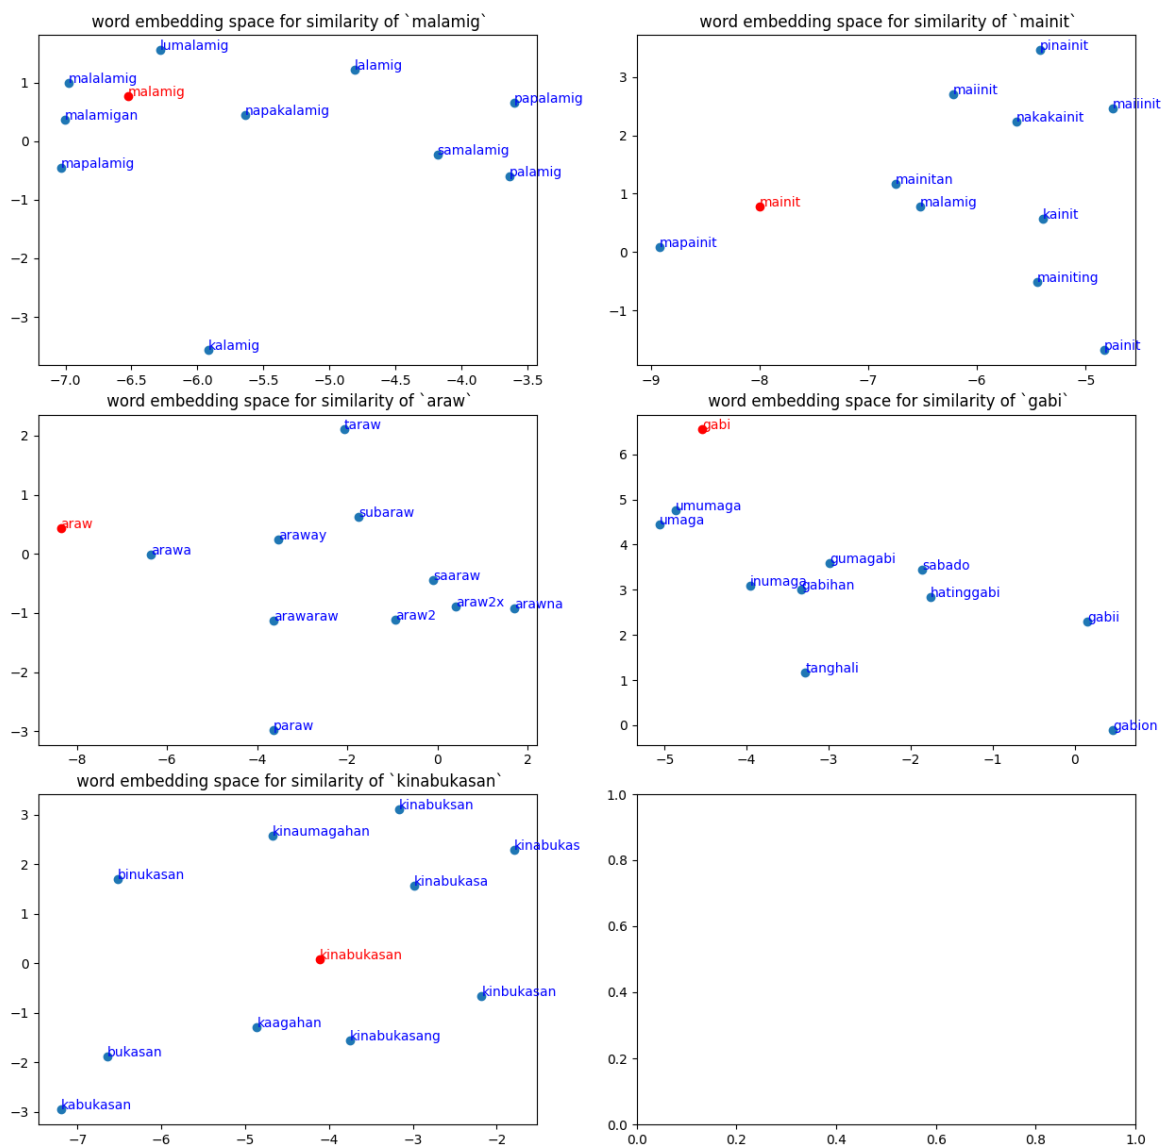 word embedding space for similarity of `malamig`
lumalamig
lalamig
malalamig
malamig
papalamig
malamigan
napakalamig
samalamig
mapalamig
palamig
kalamig
1
0
−1
−3
−7.0 −6.5 −6.0 −5.5 −5.0 −4.5 −4.0 −3.5
word embedding space for similarity of `mainit`
pinainit
maiinit
maiiinit
nakakainit
mainitan
mainit
malamig
kainit
mapainit
mainiting
painit
3
2
1
0
−1
−9 −8 −7 −6 −5
word embedding space for similarity of `araw`
taraw
subaraw
araw
araway
arawa
saaraw
araw2x
arawna
arawaraw
araw2
paraw
2
1
0
−1
−2
−3
−8 −6 −4 −2 0 2
word embedding space for similarity of `gabi`
gabi
umumaga
umaga
gumagabi
sabado
inumaga
gabihan
hatinggabi
gabii
tanghali
gabion
6
5
4
3
2
1
0
−5 −4 −3 −2 −1 0
word embedding space for similarity of `kinabukasan`
kinabuksan
kinaumagahan
kinabukas
binukasan
kinabukasa
kinabukasan
kinbukasan
kaagahan
kinabukasang
bukasan
kabukasan
3
2
1
0
−1
−2
−3
−7 −6 −5 −4 −3 −2
1.0
0.8
0.6
0.4
0.2
0.0
0.0 0.2 0.4 0.6 0.8 1.0